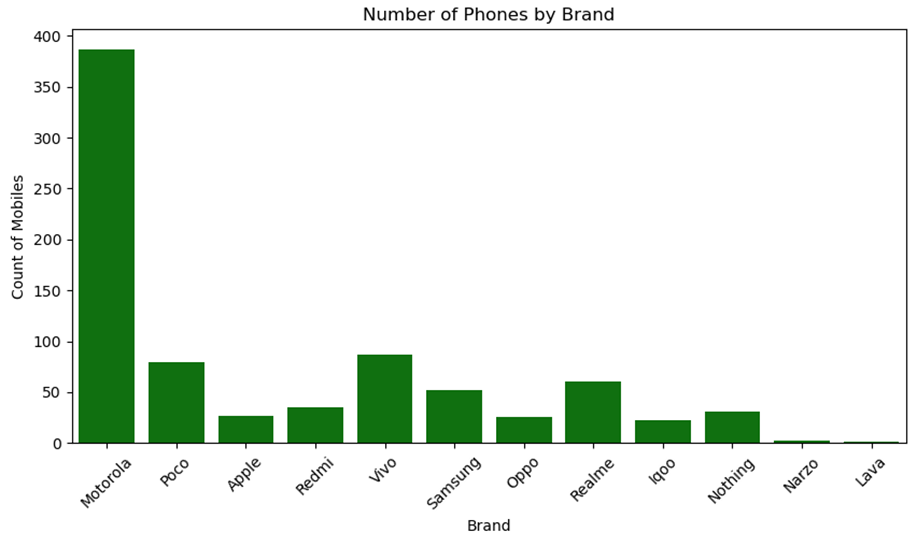 Number of Phones by Brand
Count of Mobiles
400
350
300
250
200
150
100
50
0
Motorola
Poco
Apple
Redmi
Vivo
Samsung
Oppo
Realme
Iqoo
Nothing
Narzo
Lava
Brand